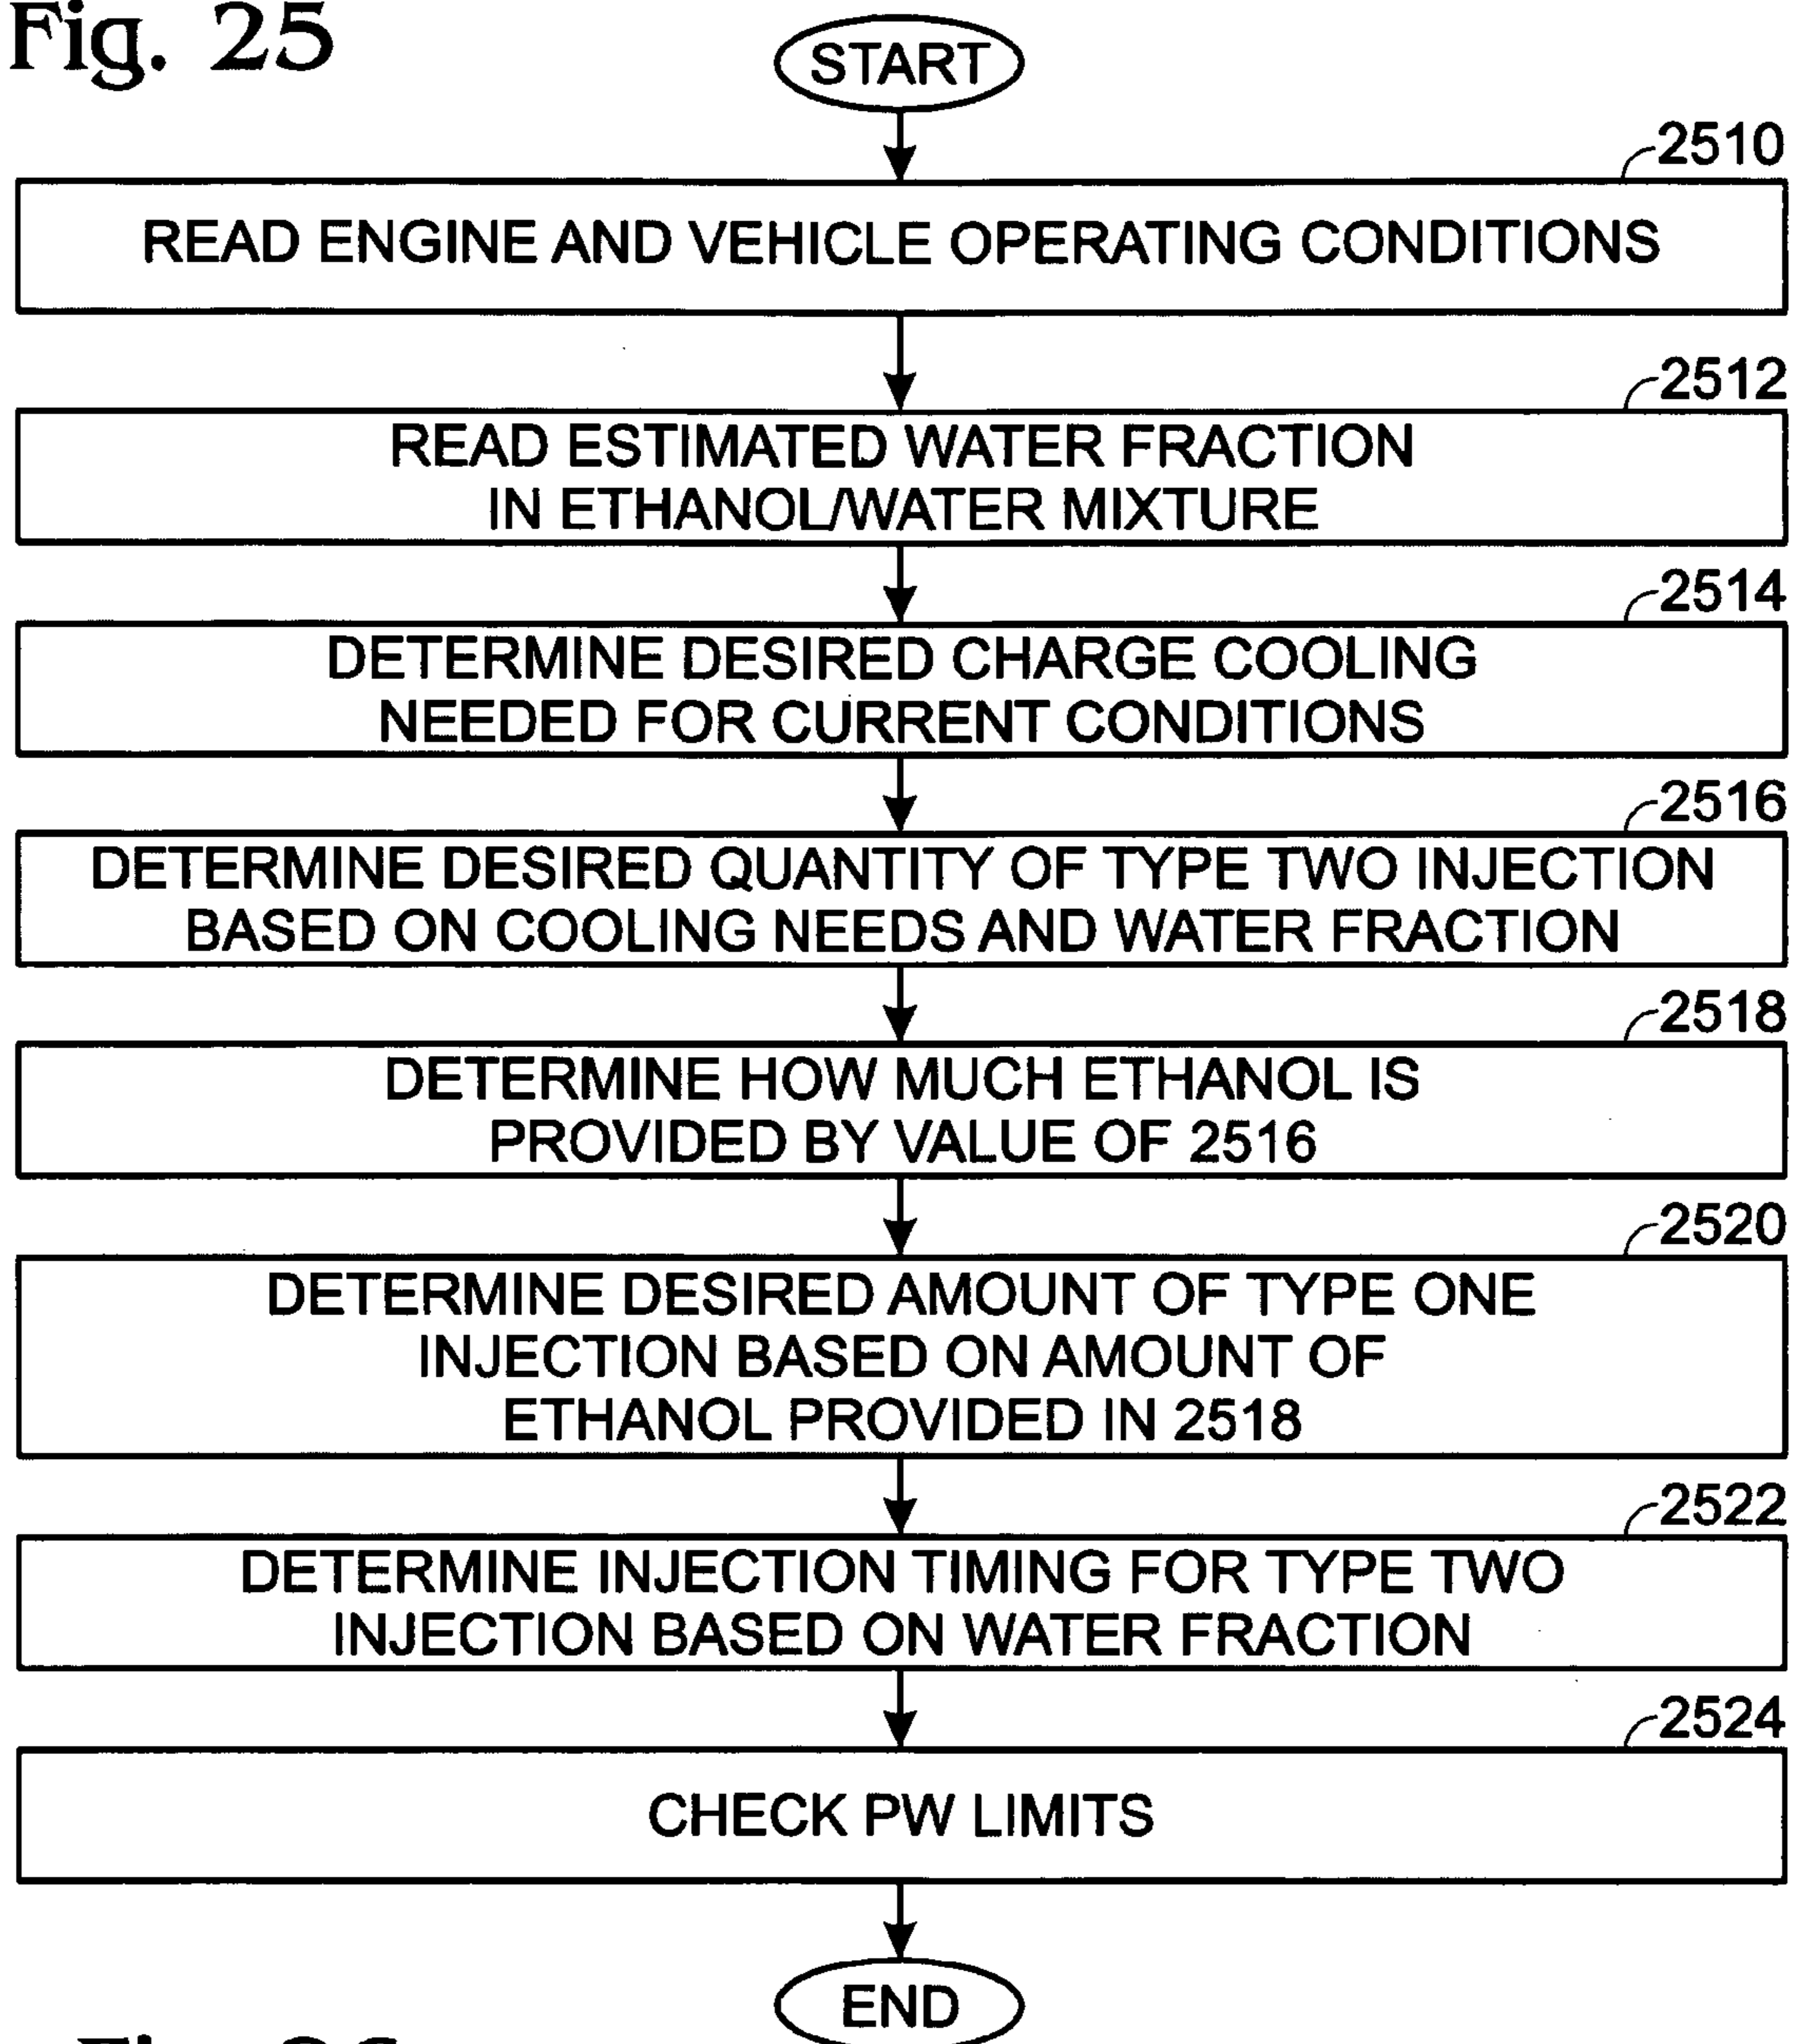 Fig. 25
START
2510
READ ENGINE AND VEHICLE OPERATING CONDITIONS
2512
READ ESTIMATED WATER FRACTION
IN ETHANOL/WATER MIXTURE
2514
DETERMINE DESIRED CHARGE COOLING
NEEDED FOR CURRENT CONDITIONS
2516
DETERMINE DESIRED QUANTITY OF TYPE TWO INJECTION
BASED ON COOLING NEEDS AND WATER FRACTION
2518
DETERMINE HOW MUCH ETHANOL IS
PROVIDED BY VALUE OF 2516
2520
DETERMINE DESIRED AMOUNT OF TYPE ONE
INJECTION BASED ON AMOUNT OF
ETHANOL PROVIDED IN 2518
2522
DETERMINE INJECTION TIMING FOR TYPE TWO
INJECTION BASED ON WATER FRACTION
2524
CHECK PW LIMITS
END